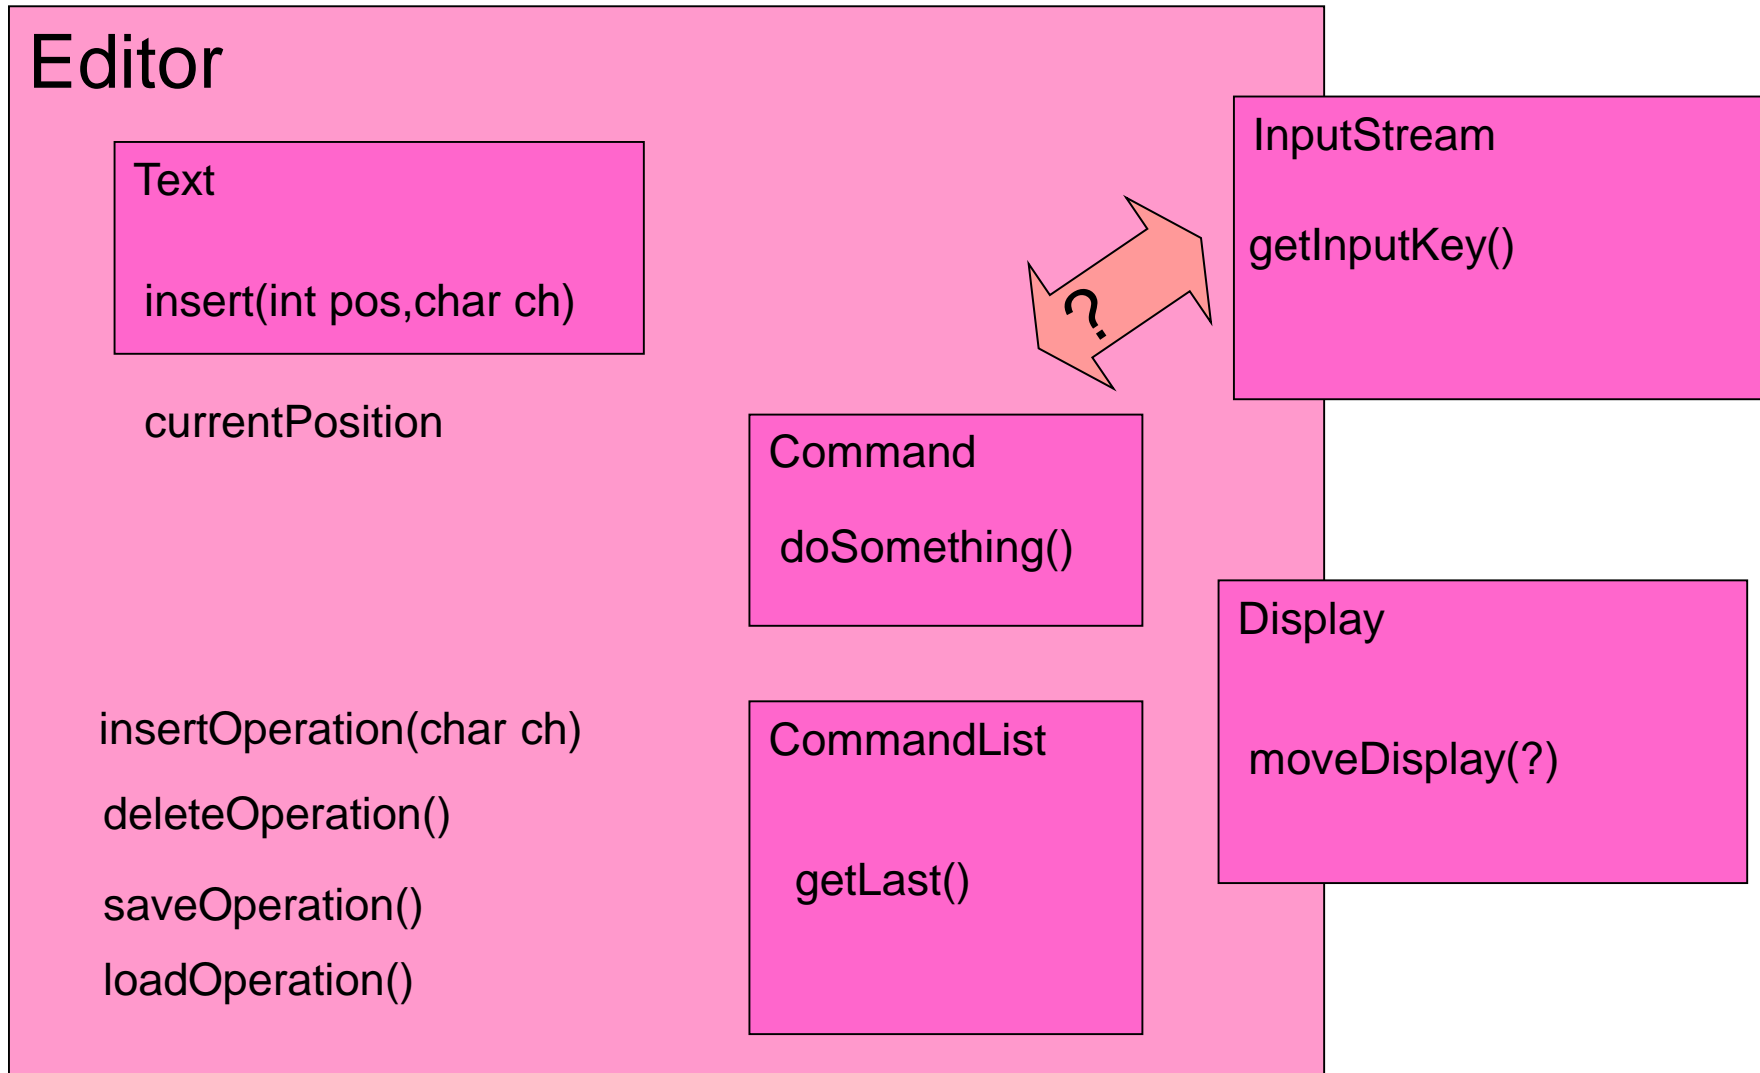 Editor
Text
insert(int pos,char ch)
currentPosition
insertOperation(char ch)
deleteOperation()
saveOperation()
loadOperation()
?
Command
doSomething()
CommandList
getLast()
InputStream
getInputKey()
Display
moveDisplay(?)